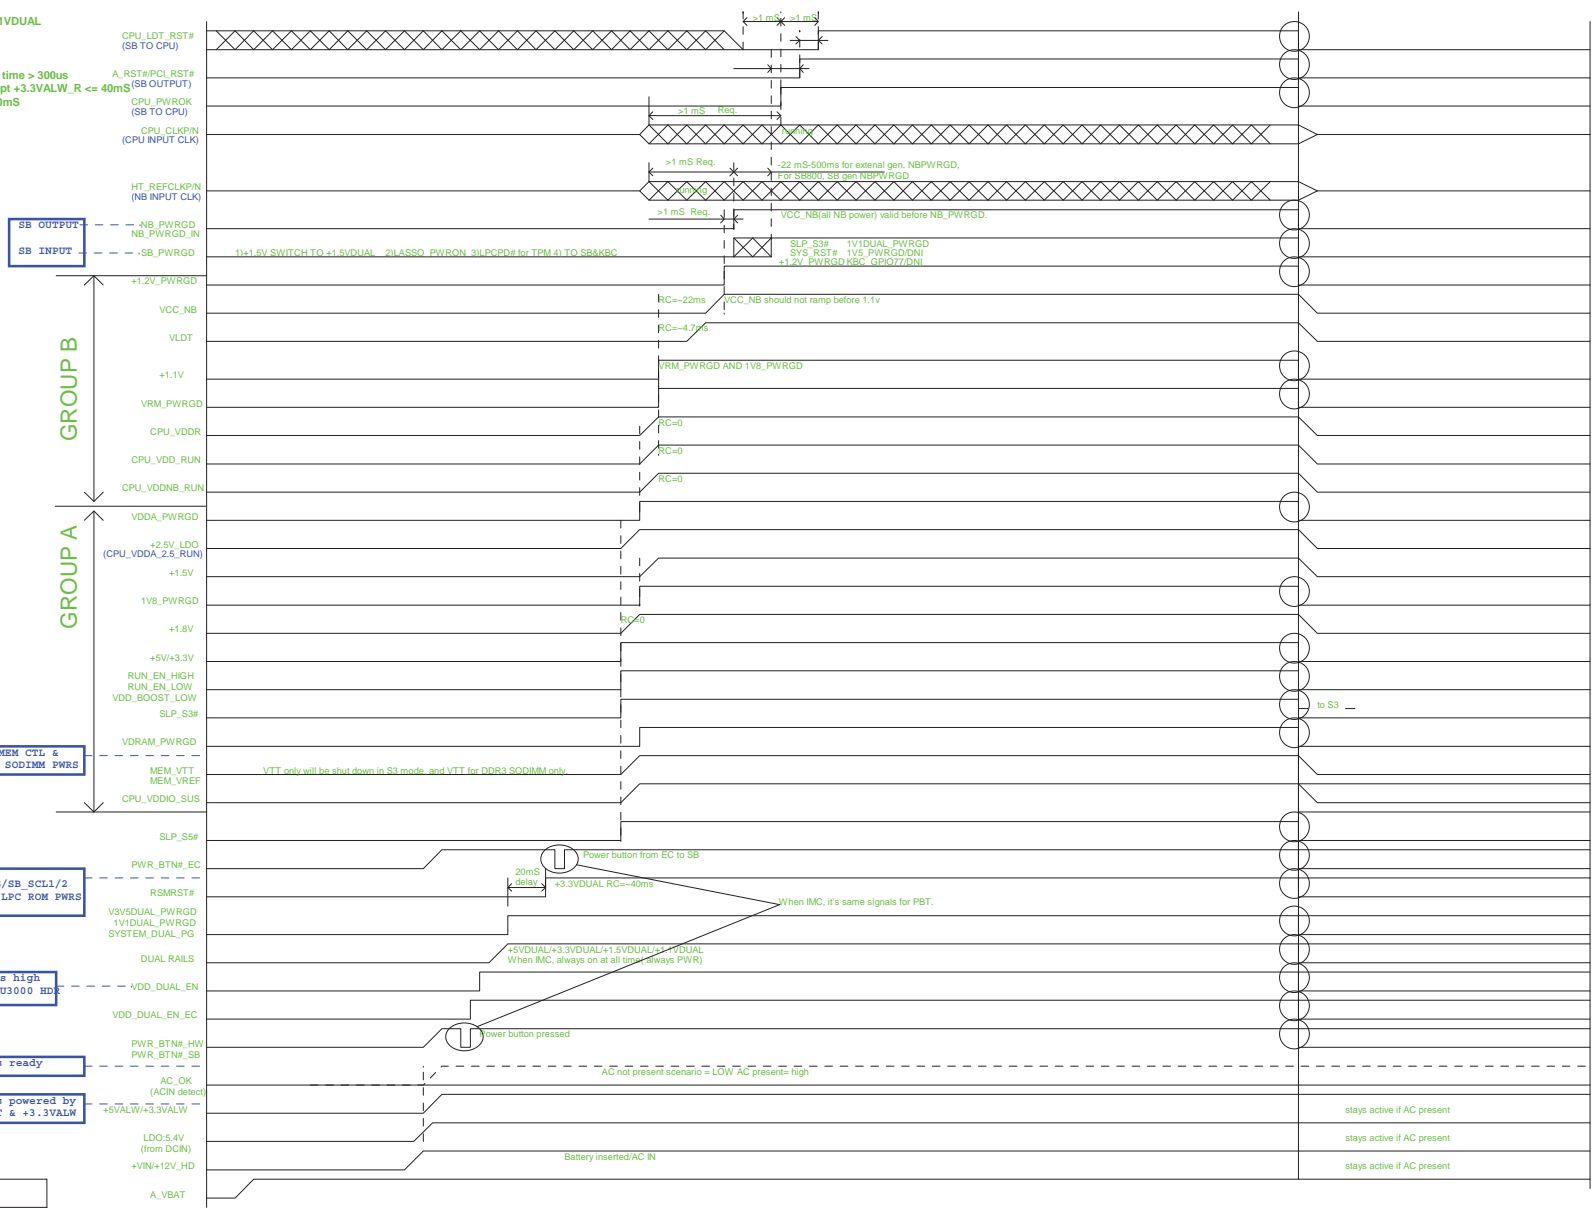 1VDUAL
>1 mS
>1 mS
CPU_LDT_RST#
(SB TO CPU)
time > 300us
A_RST#/PCI_RST#
pt +3.3VALW_R <= 40mS
(SB OUTPUT)
0mS
CPU_PWROK
(SB TO CPU)
>1 mS Req.
CPU_CLKP/N
(CPU INPUT CLK)
running
>1 mS Req.
-22 mS-500ms for extenal gen. NBPWRGD,
For SB800, SB gen NBPWRGD
HT_REFCLKP/N
(NB INPUT CLK)
running
>1 mS Req.
VCC_NB(all NB power) valid before NB_PWRGD.
SB OUTPUT
NB_PWRGD
NB_PWRGD_IN
SB INPUT
SB_PWRGD
1)+1.5V SWITCH TO +1.5VDUAL 2)LASSO_PWRON 3)LPCPD# for TPM 4) TO SB&KBC
SLP_S3# 1V1DUAL_PWRGD
SYS_RST# 1V5_PWRGD/DNI
+1.2V_PWRGD KBC_GPIO77/DNI
+1.2V_PWRGD
RC=~22ms
VCC_NB should not ramp before 1.1v
VCC_NB
RC=~4.7ms
VLDT
GROUP B
VRM_PWRGD AND 1V8_PWRGD
+1.1V
VRM_PWRGD
RC=0
CPU_VDDR
RC=0
CPU_VDD_RUN
RC=0
CPU_VDDNB_RUN
VDDA_PWRGD
GROUP A
+2.5V_LDO
(CPU_VDDA_2.5_RUN)
+1.5V
1V8_PWRGD
RC=0
+1.8V
+5V/+3.3V
RUN_EN_HIGH
RUN_EN_LOW
VDD_BOOST_LOW
SLP_S3#
to S3
VDRAM_PWRGD
MEM CTL &
SODIMM PWRS
MEM_VTT
MEM_VREF
VTT only will be shut down in S3 mode, and VTT for DDR3 SODIMM only.
CPU_VDDIO_SUS
SLP_S5#
PWR_BTN#_EC
Power button from EC to SB
20mS
delay
+3.3VDUAL RC=~40ms
/SB_SCL1/2
LPC ROM PWRS
RSMRST#
When IMC, it's same signals for PBT.
V3V5DUAL_PWRGD
1V1DUAL_PWRGD
SYSTEM_DUAL_PG
DUAL RAILS
+5VDUAL/+3.3VDUAL/+1.5VDUAL/+1.1VDUAL
When IMC, always on at all time( always PWR)
s high
U3000 HDR
VDD_DUAL_EN
VDD_DUAL_EN_EC
Power button pressed
PWR_BTN#_HW
PWR_BTN#_SB
s ready
AC not present scenario = LOW AC present= high
AC_OK
(ACIN detect)
s powered by
T & +3.3VALW
+5VALW/+3.3VALW
stays active if AC present
LDO:5.4V
(from DCIN)
stays active if AC present
Battery inserted/AC IN
+VIN/+12V_HD
stays active if AC present
A_VBAT